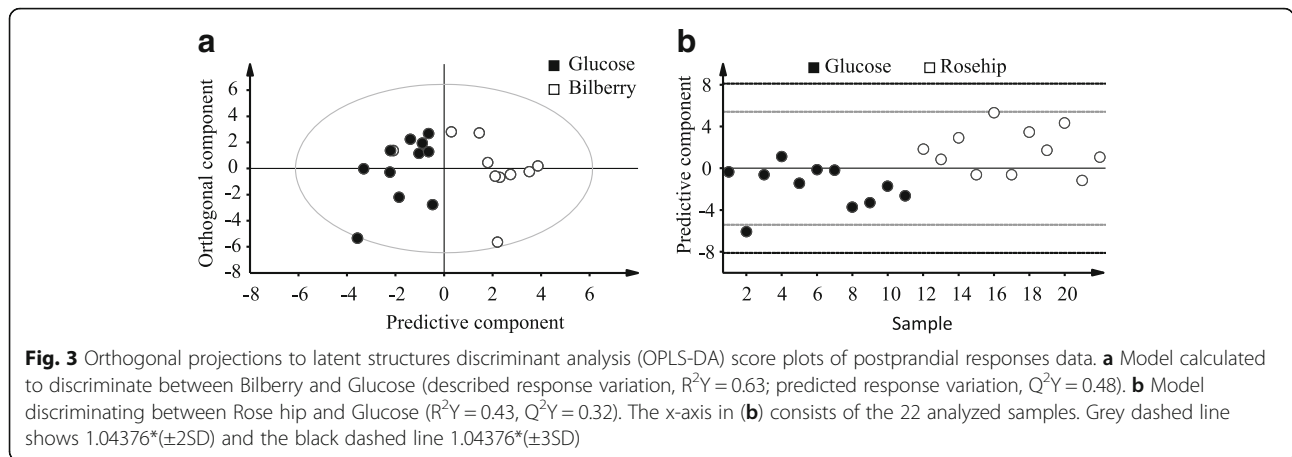 a
Glucose
Bilberry
6
4
2
0
-2
-4
-6
-8
Orthogonal component
-8 -6 -4 -2 0 2 4 6
Predictive component
b
Glucose Rosehip
8
4
0
-4
-8
Predictive component
2 4 6 8 10 12 14 16 18 20
Sample
Fig. 3 Orthogonal projections to latent structures discriminant analysis (OPLS-DA) score plots of postprandial responses data. a Model calculated
to discriminate between Bilberry and Glucose (described response variation, R²Y = 0.63; predicted response variation, Q²Y = 0.48). b Model
discriminating between Rose hip and Glucose (R²Y = 0.43, Q²Y = 0.32). The x-axis in (b) consists of the 22 analyzed samples. Grey dashed line
shows 1.04376*(±2SD) and the black dashed line 1.04376*(±3SD)